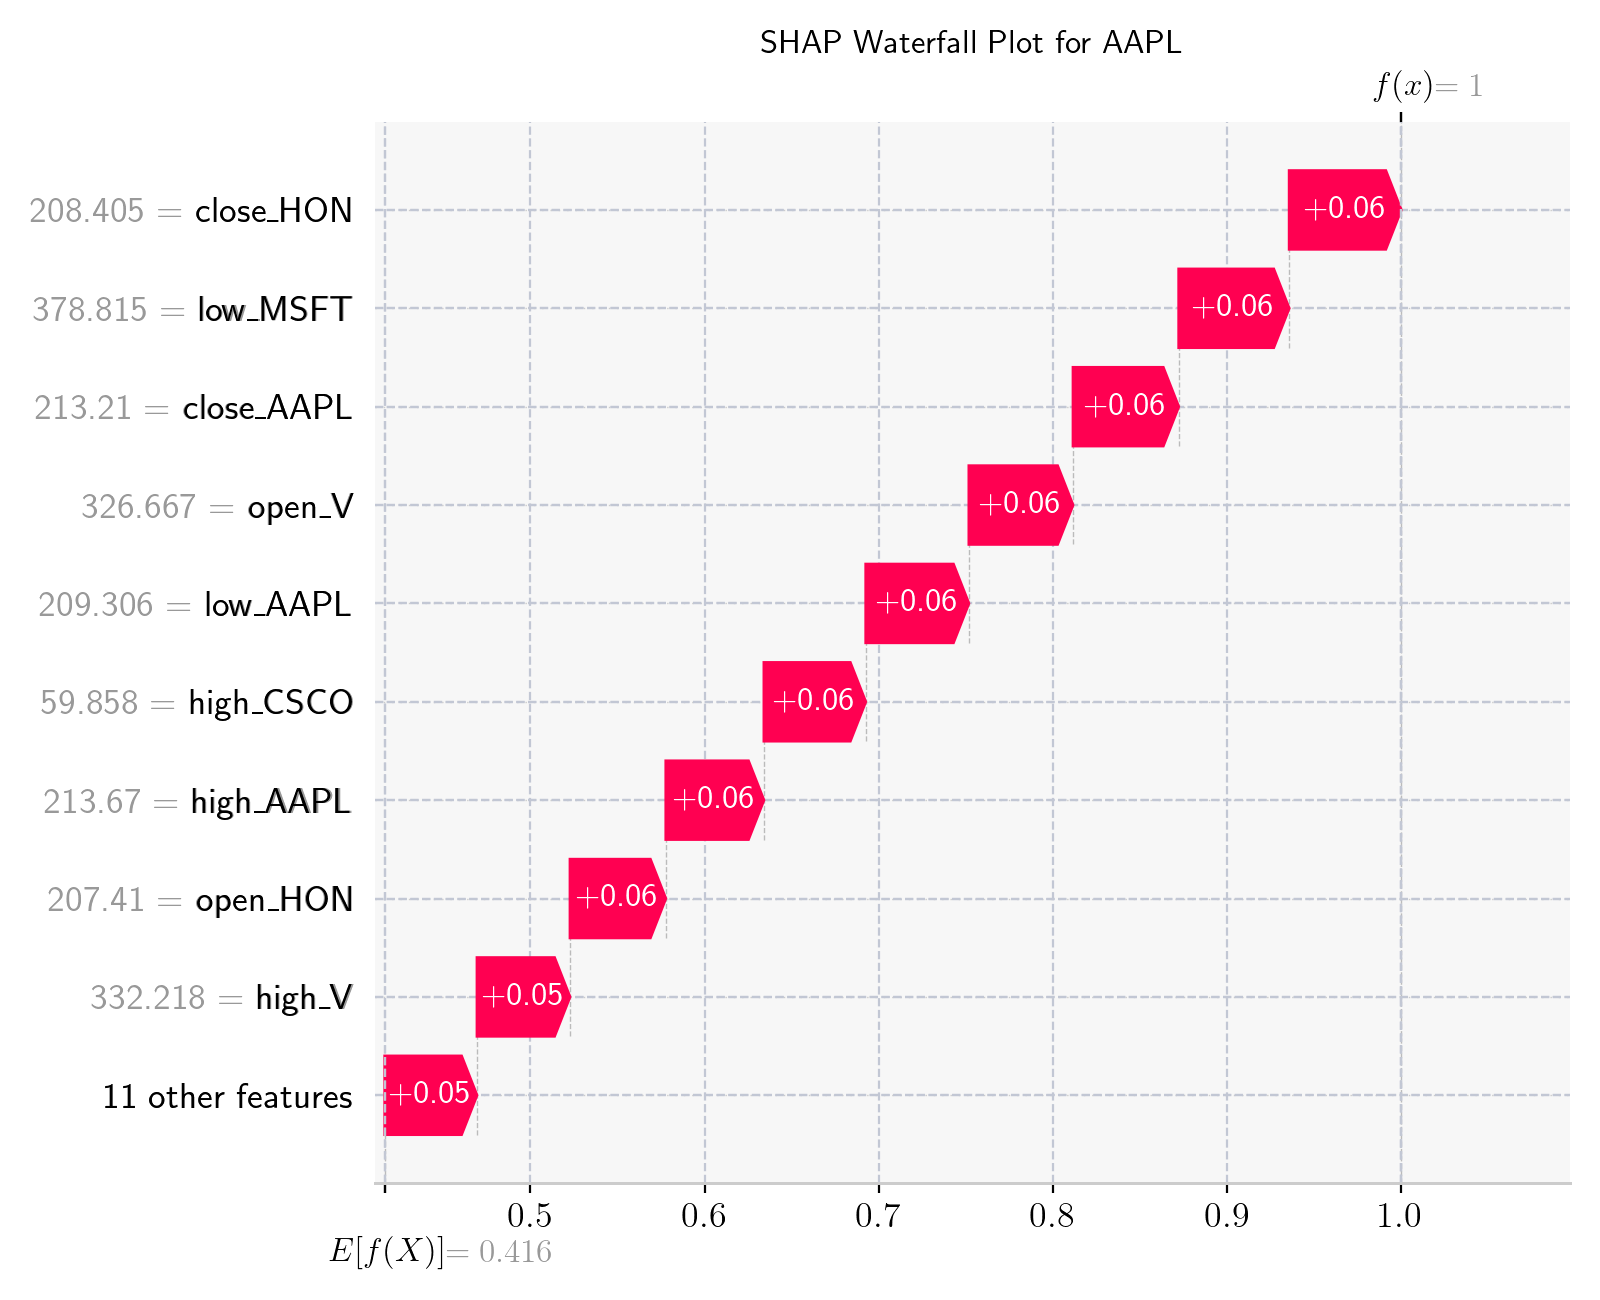 SHAP Waterfall Plot for AAPL
f(x)= 1
208.405 = close_HON
+0.06
378.815 = low_MSFT
+0.06
213.21 = close_AAPL
+0.06
326.667 = open_V
+0.06
209.306 = low_AAPL
+0.06
59.858 = high_CSCO
+0.06
213.67 = high_AAPL
+0.06
207.41 = open_HON
+0.06
332.218 = high_V
+0.05
11 other features
+0.05
0.5 0.6 0.7 0.8 0.9 1.0
E[f(X)]= 0.416